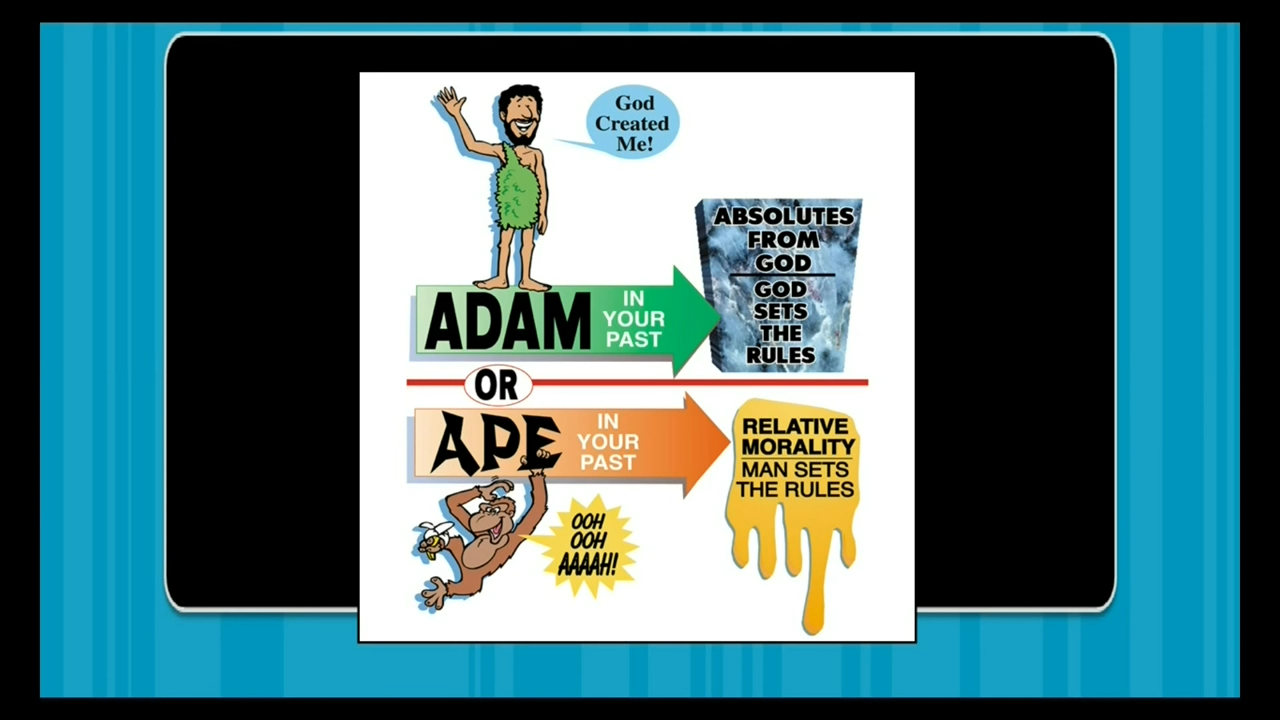 God
Created
Me!
ABSOLUTES
FROM
GOD
GOD
SETS
THE
RULES
ADAM
IN
YOUR
PAST
OR
APE
IN
YOUR
PAST
RELATIVE
MORALITY
MAN SETS
THE RULES
OOH
OOH
AAAAH!